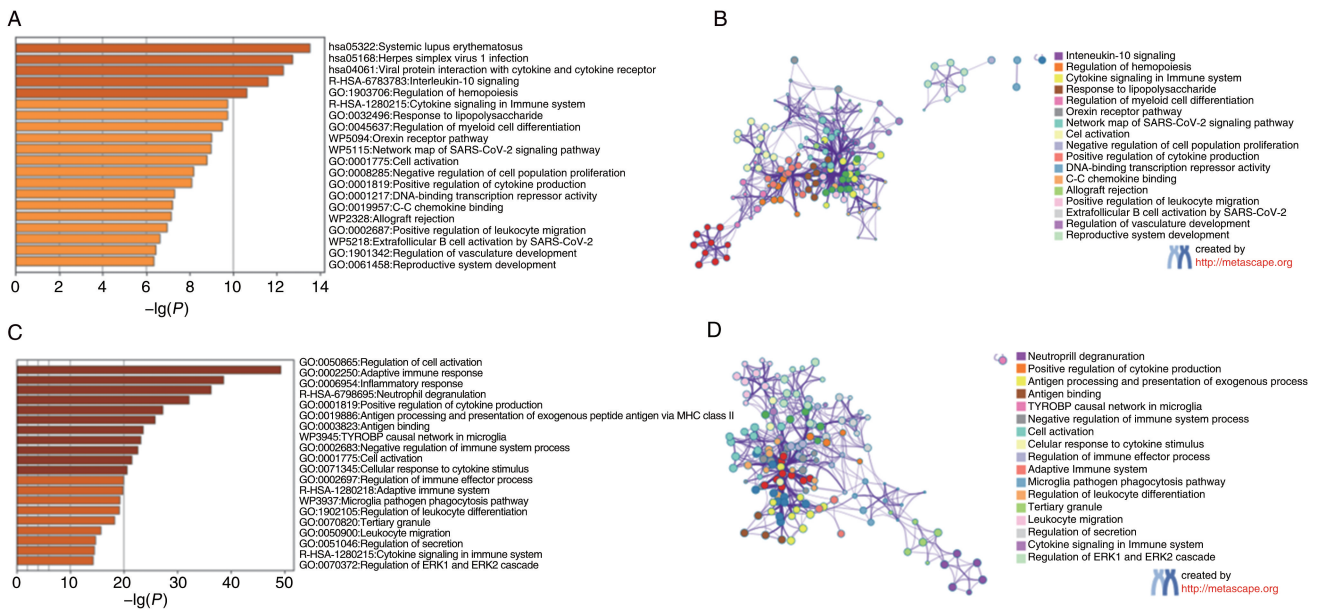 A
hsa05322:Systemic lupus erythematosus
hsa05168:Herpes simplex virus 1 infection
hsa04061:Viral protein interaction with cytokine and cytokine receptor
R-HSA-6783783:Interleukin-10 signaling
GO:1903706:Regulation of hemopoiesis
R-HSA-1280215:Cytokine signaling in Immune system
GO:0032496:Response to lipopolysaccharide
GO:0045637:Regulation of myeloid cell differentiation
WP5094:Orexin receptor pathway
WP5115:Network map of SARS-CoV-2 signaling pathway
GO:0001775:Cell activation
GO:0008285:Negative regulation of cell population proliferation
GO:0001819:Positive regulation of cytokine production
GO:0001217:DNA-binding transcription repressor activity
GO:0019957:C-C chemokine binding
WP2328:Allograft rejection
GO:0002687:Positive regulation of leukocyte migration
WP5218:Extrafollicular B cell activation by SARS-CoV-2
GO:1901342:Regulation of vasculature development
GO:0061458:Reproductive system development
0 2 4 6 8 10 12 14
–lg(P)
B
Inteneukin-10 signaling
Regulation of hemopoiesis
Cytokine signaling in Immune system
Response to lipopolysaccharide
Regulation of myeloid cell differentiation
Orexin receptor pathway
Network map of SARS-CoV-2 signaling pathway
Cel activation
Negative regulation of cell population proliferation
Positive regulation of cytokine production
DNA-binding transcription repressor activity
C-C chemokine binding
Allograft rejection
Positive regulation of leukocyte migration
Extrafollicular B cell activation by SARS-CoV-2
Regulation of vasculature development
Reproductive system development
created by
http://metascape.org
C
GO:0050865:Regulation of cell activation
GO:0002250:Adaptive immune response
GO:0006954:Inflammatory response
R-HSA-6798695:Neutrophil degranulation
GO:0001819:Positive regulation of cytokine production
GO:0019886:Antigen processing and presentation of exogenous peptide antigen via MHC class II
GO:0003823:Antigen binding
WP3945:TYROBP causal network in microglia
GO:0002683:Negative regulation of immune system process
GO:0001775:Cell activation
GO:0071345:Cellular response to cytokine stimulus
GO:0002697:Regulation of immune effector process
R-HSA-1280218:Adaptive immune system
WP3937:Microglia pathogen phagocytosis pathway
GO:1902105:Regulation of leukocyte differentiation
GO:0070820:Tertiary granule
GO:0050900:Leukocyte migration
GO:0051046:Regulation of secretion
R-HSA-1280215:Cytokine signaling in immune system
GO:0070372:Regulation of ERK1 and ERK2 cascade
0 10 20 30 40 50
–lg(P)
D
Neutroprill degranuration
Positive regulation of cytokine production
Antigen processing and presentation of exogenous process
Antigen binding
TYROBP causal network in microglia
Negative regulation of immune system process
Cell activation
Celular response to cytokine stimulus
Regulation of immune effector process
Adaptive Immune system
Microglia pathogen phagocytosis pathway
Regulation of leukocyte differentiation
Tertiary granule
Leukocyte migration
Regulation of secretion
Cytokine signaling in Immune system
Regulation of ERK1 and ERK2 cascade
created by
http://metascape.org